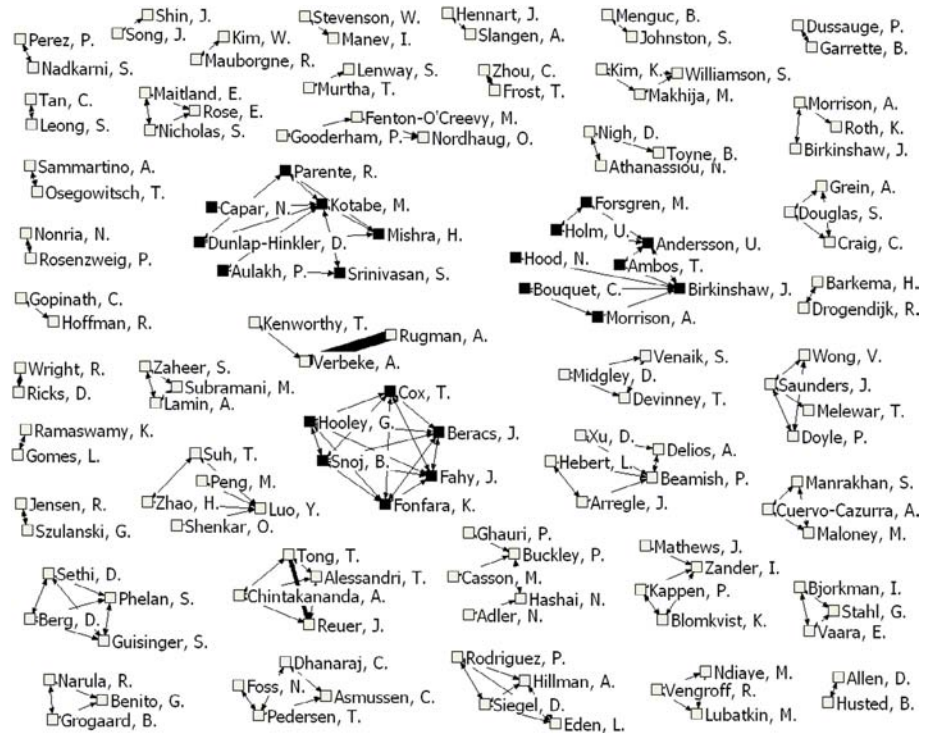 Shin, J.
Song, J.
Stevenson, W.
Manev, I.
Hennart, J.
Slangen, A.
Menguc, B.
Johnston, S.
Dussauge, P.
Garrette, B.
Perez, P.
Nadkarni, S.
Kim, W.
Mauborgne, R.
Lenway, S.
Murtha, T.
Zhou, C.
Frost, T.
Kim, K.
Williamson, S.
Makhija, M.
Tan, C.
Leong, S.
Maitland, E.
Rose, E.
Nicholas, S.
Fenton-O'Creevy, M.
Gooderham, P.
Nordhaug, O.
Nigh, D.
Toyne, B.
Athanassiou, N.
Morrison, A.
Roth, K.
Birkinshaw, J.
Sammartino, A.
Osegowitsch, T.
Parente, R.
Capar, N.
Kotabe, M.
Dunlap-Hinkler, D.
Mishra, H.
Aulakh, P.
Srinivasan, S.
Forsgren, M.
Holm, U.
Andersson, U.
Hood, N.
Ambos, T.
Bouquet, C.
Birkinshaw, J.
Morrison, A.
Grein, A.
Douglas, S.
Craig, C.
Nonria, N.
Rosenzweig, P.
Barkema, H.
Drogendijk, R.
Gopinath, C.
Hoffman, R.
Kenworthy, T.
Rugman, A.
Verbeke, A.
Wright, R.
Ricks, D.
Zaheer, S.
Subramani, M.
Lamin, A.
Cox, T.
Hooley, G.
Beracs, J.
Snoj, B.
Fahy, J.
Fonfara, K.
Venaik, S.
Midgley, D.
Devinney, T.
Wong, V.
Saunders, J.
Melewar, T.
Doyle, P.
Ramaswamy, K.
Gomes, L.
Suh, T.
Peng, M.
Zhao, H.
Luo, Y.
Shenkar, O.
Xu, D.
Delios, A.
Hebert, L.
Beamish, P.
Arregle, J.
Manrakhan, S.
Cuervo-Cazurra, A.
Maloney, M.
Jensen, R.
Szulanski, G.
Sethi, D.
Phelan, S.
Berg, D.
Guisinger, S.
Tong, T.
Alessandri, T.
Chintakananda, A.
Reuer, J.
Ghauri, P.
Buckley, P.
Casson, M.
Hashai, N.
Adler, N.
Mathews, J.
Zander, I.
Kappen, P.
Blomkvist, K.
Bjorkman, I.
Stahl, G.
Vaara, E.
Narula, R.
Benito, G.
Grogaard, B.
Dhanaraj, C.
Foss, N.
Asmussen, C.
Pedersen, T.
Rodriguez, P.
Hillman, A.
Siegel, D.
Eden, L.
Ndiaye, M.
Vengroff, R.
Lubatkin, M.
Allen, D.
Husted, B.